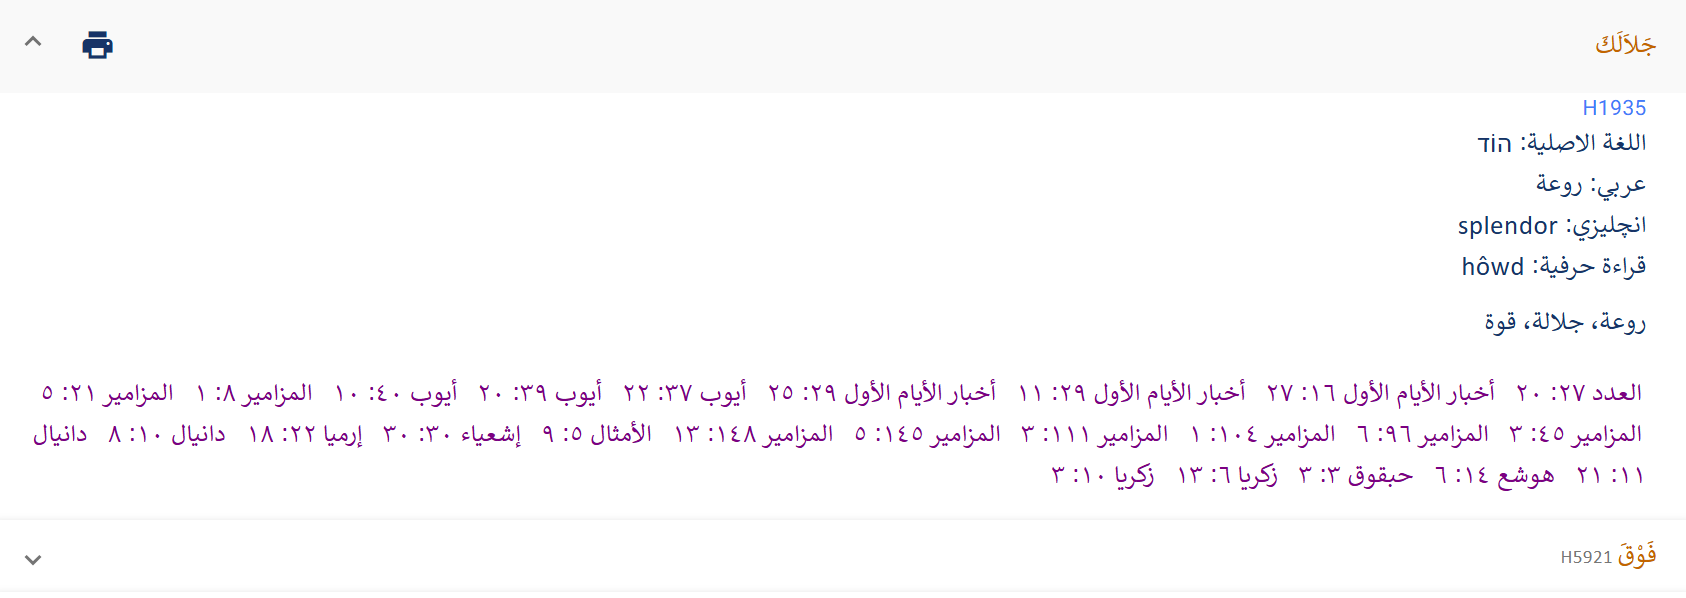 جَلاَلَكَ
H1935
اللغة الاصلية: הוֹד
عربي: روعة
انچليزي: splendor
قراءة حرفية: hôwd
روعة، جلالة، قوة
العدد ٢٧: ٢٠ أخبار الأيام الأول ١٦: ٢٧ أخبار الأيام الأول ٢٩: ١١ أخبار الأيام الأول ٢٩: ٢٥ أيوب ٣٧: ٢٢ أيوب ٣٩: ٢٠ أيوب ٤٠: ١٠ المزامير ٨: ١ المزامير ٢١: ٥
المزامير ٤٥: ٣ المزامير ٩٦: ٦ المزامير ١٠٤: ١ المزامير ١١١: ٣ المزامير ١٤٥: ٥ المزامير ١٤٨: ١٣ الأمثال ٥: ٩ إشعياء ٣٠: ٣٠ إرميا ٢٢: ١٨ دانيال ١٠: ٨ دانيال
١١: ٢١ هوشع ١٤: ٦ حبقوق ٣: ٣ زكريا ٦: ١٣ زكريا ١٠: ٣
فَوْقَ H5921